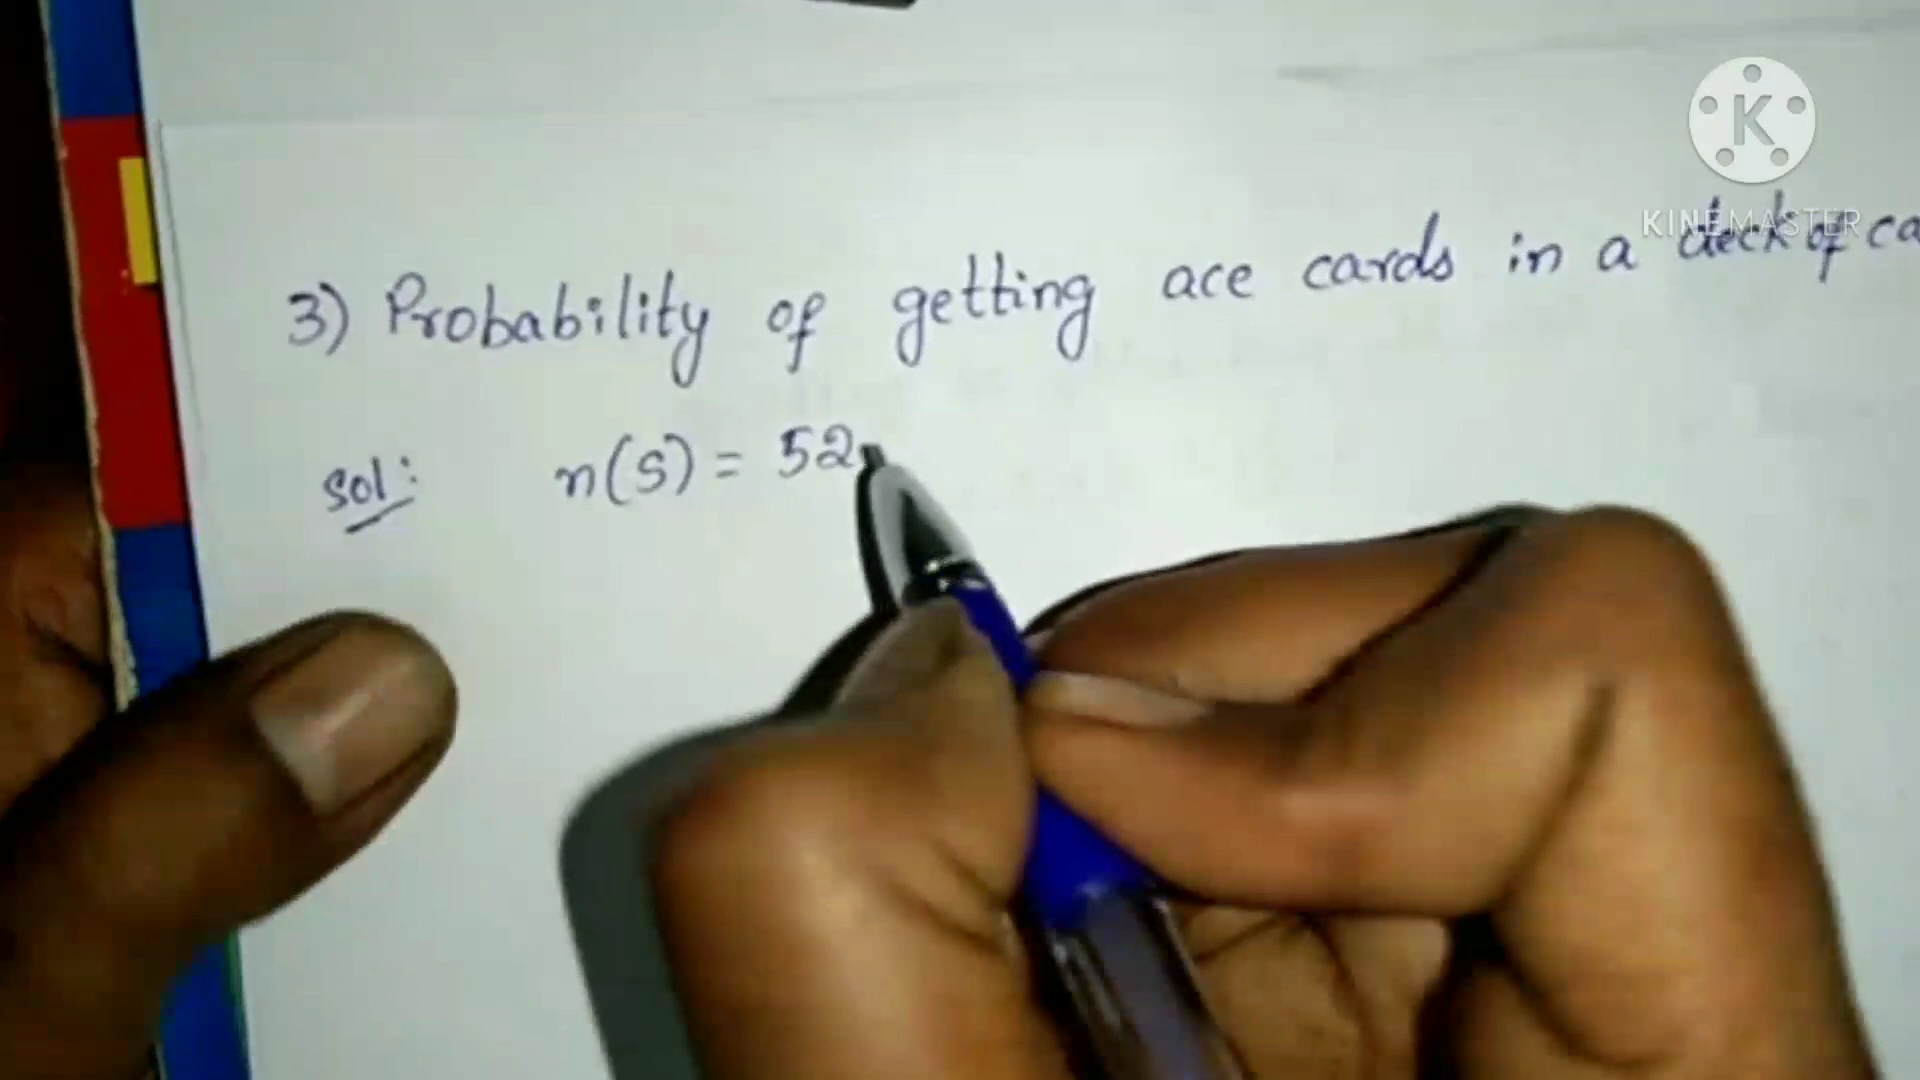 K
KINEMASTER
3) Probability of getting ace cards in a deck of ca
Sol: n(S) = 52